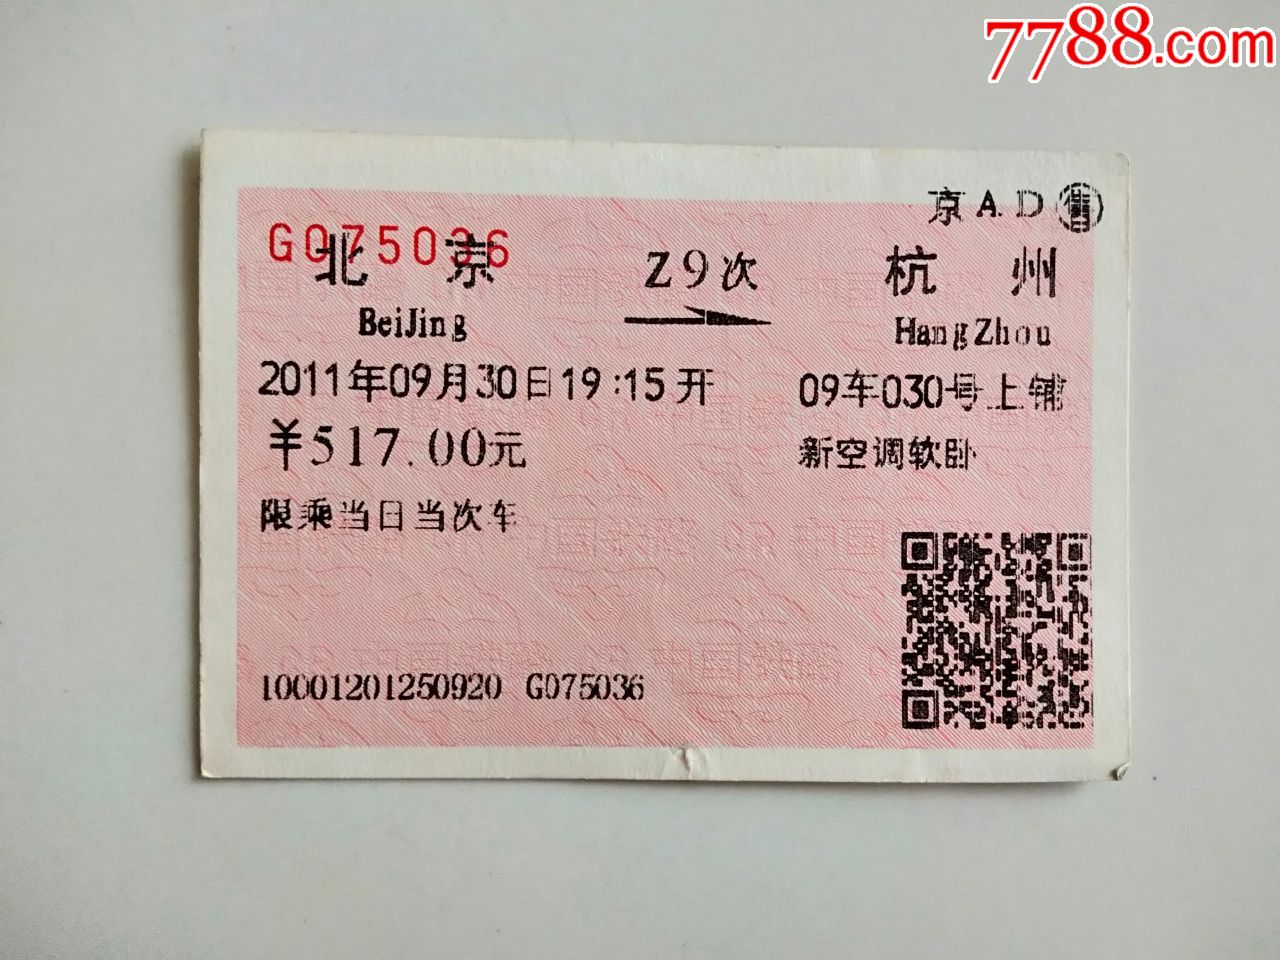 7788.com
京A.D 售
G075036
北京 Z9次 杭州
BeiJing HangZhou
2011年09月30日19:15开 09车030号上铺
￥517.00元 新空调软卧
限乘当日当次车
10001201250920 G075036